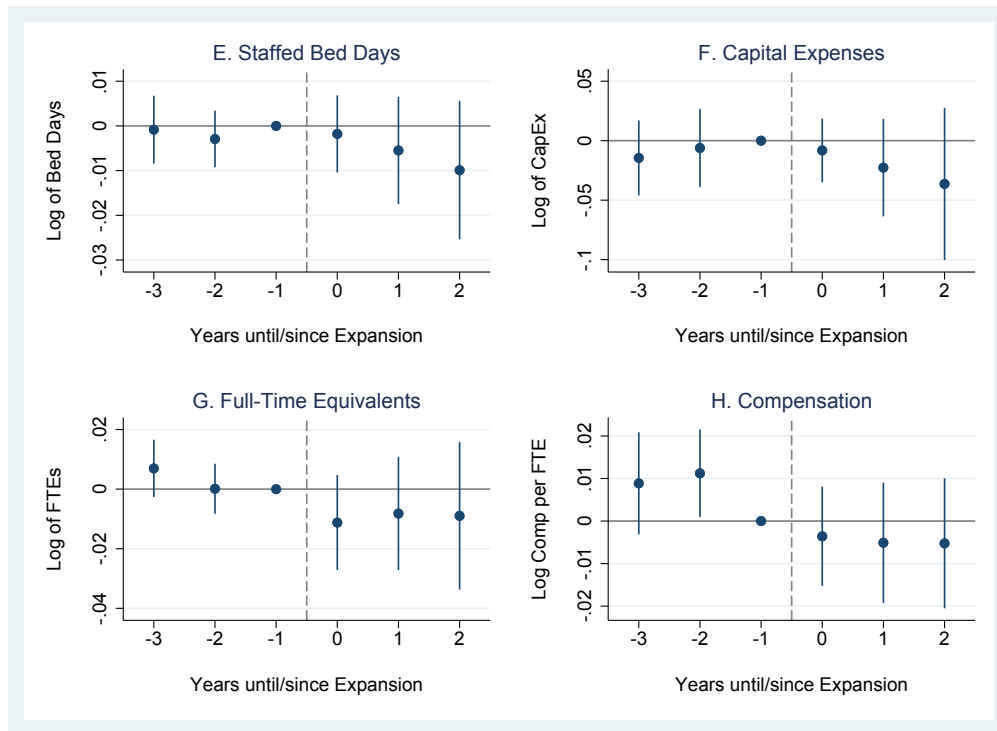 E. Staffed Bed Days
Log of Bed Days
.01
0
-.01
-.02
-.03
-3 -2 -1 0 1 2
Years until/since Expansion
F. Capital Expenses
Log of CapEx
.05
0
-.05
-.1
-3 -2 -1 0 1 2
Years until/since Expansion
G. Full-Time Equivalents
Log of FTEs
.02
0
-.02
-.04
-3 -2 -1 0 1 2
Years until/since Expansion
H. Compensation
Log Comp per FTE
.02
.01
0
-.01
-.02
-3 -2 -1 0 1 2
Years until/since Expansion